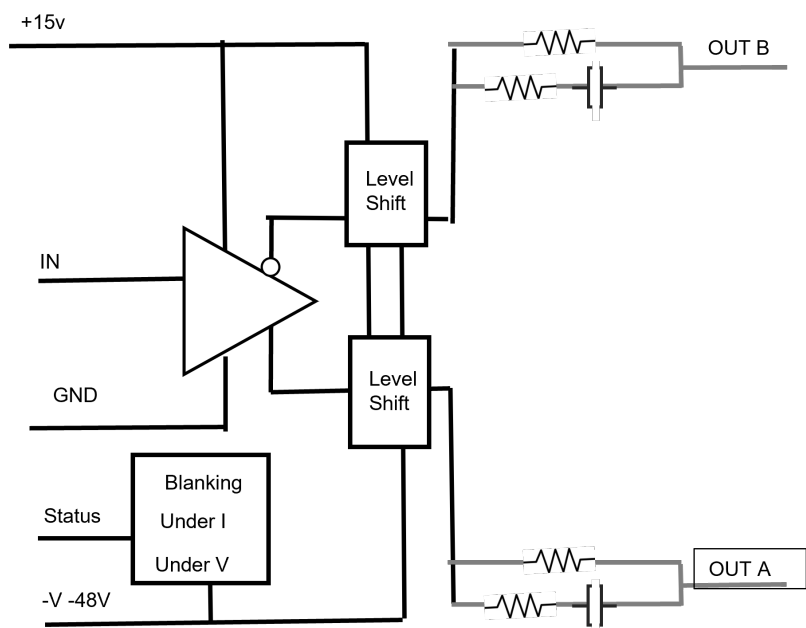 +15v
OUT B
Level
Shift
IN
GND
Level
Shift
Blanking
Status
Under I
Under V
OUT A
-V -48V